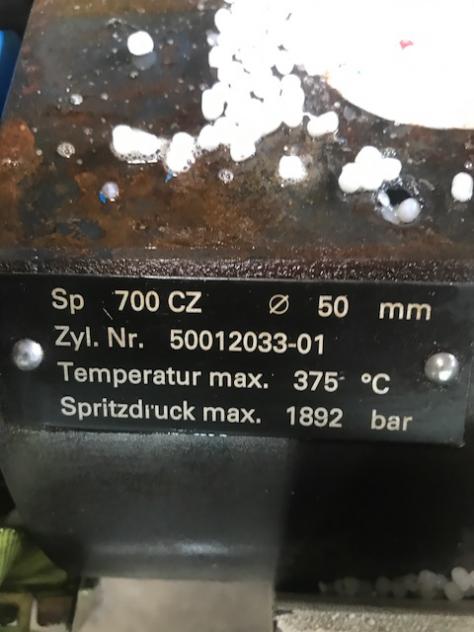 Sp 700 CZ Ø 50 mm
Zyl. Nr. 50012033-01
Temperatur max. 375 °C
Spritzdruck max. 1892 bar